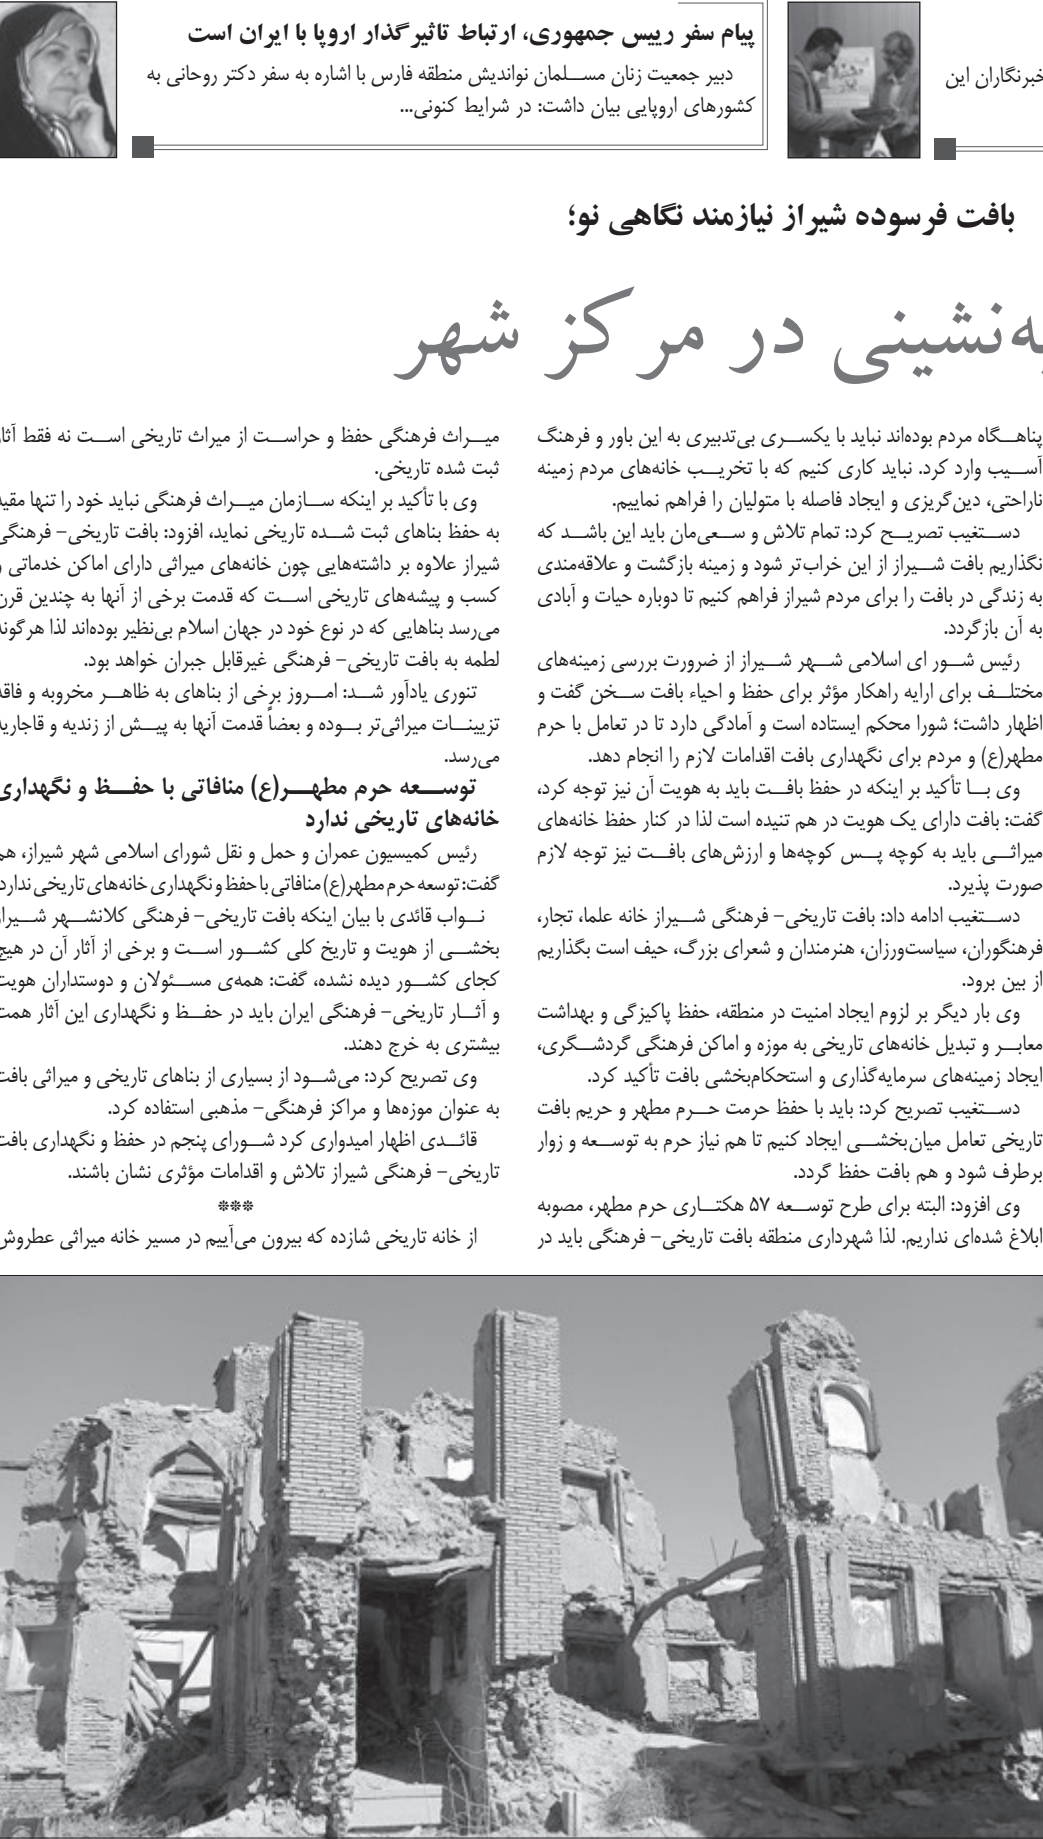 خبرنگاران این
پیام سفر رییس جمهوری، ارتباط تاثیرگذار اروپا با ایران است
دبیر جمعیت زنان مسلمان نواندیش منطقه فارس با اشاره به سفر دکتر روحانی به
کشورهای اروپایی بیان داشت: در شرایط کنونی...
بافت فرسوده شیراز نیازمند نگاهی نو؛
ه‌نشینی در مرکز شهر
پناهگاه مردم بوده‌اند نباید با یکسری بی‌تدبیری به این باور و فرهنگ
آسیب وارد کرد. نباید کاری کنیم که با تخریب خانه‌های مردم زمینه
ناراحتی، دین‌گریزی و ایجاد فاصله با متولیان را فراهم نماییم.
دستغیب تصریح کرد: تمام تلاش و سعی‌مان باید این باشد که
نگذاریم بافت شیراز از این خراب‌تر شود و زمینه بازگشت و علاقه‌مندی
به زندگی در بافت را برای مردم شیراز فراهم کنیم تا دوباره حیات و آبادی
به آن بازگردد.
رئیس شور ای اسلامی شهر شیراز از ضرورت بررسی زمینه‌های
مختلف برای ارایه راهکار مؤثر برای حفظ و احیاء بافت سخن گفت و
اظهار داشت؛ شورا محکم ایستاده است و آمادگی دارد تا در تعامل با حرم
مطهر(ع) و مردم برای نگهداری بافت اقدامات لازم را انجام دهد.
وی با تأکید بر اینکه در حفظ بافت باید به هویت آن نیز توجه کرد،
گفت: بافت دارای یک هویت در هم تنیده است لذا در کنار حفظ خانه‌های
میراثی باید به کوچه پس کوچه‌ها و ارزش‌های بافت نیز توجه لازم
صورت پذیرد.
دستغیب ادامه داد: بافت تاریخی- فرهنگی شیراز خانه علما، تجار،
فرهنگوران، سیاست‌ورزان، هنرمندان و شعرای بزرگ، حیف است بگذاریم
از بین برود.
وی بار دیگر بر لزوم ایجاد امنیت در منطقه، حفظ پاکیزگی و بهداشت
معابر و تبدیل خانه‌های تاریخی به موزه و اماکن فرهنگی گردشگری،
ایجاد زمینه‌های سرمایه‌گذاری و استحکام‌بخشی بافت تأکید کرد.
دستغیب تصریح کرد: باید با حفظ حرمت حرم مطهر و حریم بافت
تاریخی تعامل میان‌بخشی ایجاد کنیم تا هم نیاز حرم به توسعه و زوار
برطرف شود و هم بافت حفظ گردد.
وی افزود: البته برای طرح توسعه ۵۷ هکتاری حرم مطهر، مصوبه
ابلاغ شده‌ای نداریم. لذا شهرداری منطقه بافت تاریخی- فرهنگی باید در
میراث فرهنگی حفظ و حراست از میراث تاریخی است نه فقط آثار
ثبت شده تاریخی.
وی با تأکید بر اینکه سازمان میراث فرهنگی نباید خود را تنها مقید
به حفظ بناهای ثبت شده تاریخی نماید، افزود: بافت تاریخی- فرهنگی
شیراز علاوه بر داشته‌هایی چون خانه‌های میراثی دارای اماکن خدماتی و
کسب و پیشه‌های تاریخی است که قدمت برخی از آنها به چندین قرن
می‌رسد بناهایی که در نوع خود در جهان اسلام بی‌نظیر بوده‌اند لذا هرگونه
لطمه به بافت تاریخی- فرهنگی غیرقابل جبران خواهد بود.
تنوری یادآور شد: امروز برخی از بناهای به ظاهر مخروبه و فاقد
تزیینات میراثی‌تر بوده و بعضاً قدمت آنها به پیش از زندیه و قاجاریه
می‌رسد.
توسعه حرم مطهر(ع) منافاتی با حفظ و نگهداری
خانه‌های تاریخی ندارد
رئیس کمیسیون عمران و حمل و نقل شورای اسلامی شهر شیراز، هم
گفت: توسعه حرم مطهر(ع) منافاتی با حفظ و نگهداری خانه‌های تاریخی ندارد.
نواب قائدی با بیان اینکه بافت تاریخی- فرهنگی کلانشهر شیراز
بخشی از هویت و تاریخ کلی کشور است و برخی از آثار آن در هیچ
کجای کشور دیده نشده، گفت: همه‌ی مسئولان و دوستداران هویت
و آثار تاریخی- فرهنگی ایران باید در حفظ و نگهداری این آثار همت
بیشتری به خرج دهند.
وی تصریح کرد: می‌شود از بسیاری از بناهای تاریخی و میراثی بافت
به عنوان موزه‌ها و مراکز فرهنگی- مذهبی استفاده کرد.
قائدی اظهار امیدواری کرد شورای پنجم در حفظ و نگهداری بافت
تاریخی- فرهنگی شیراز تلاش و اقدامات مؤثری نشان باشند.
***
از خانه تاریخی شازده که بیرون می‌آییم در مسیر خانه میراثی عطروش